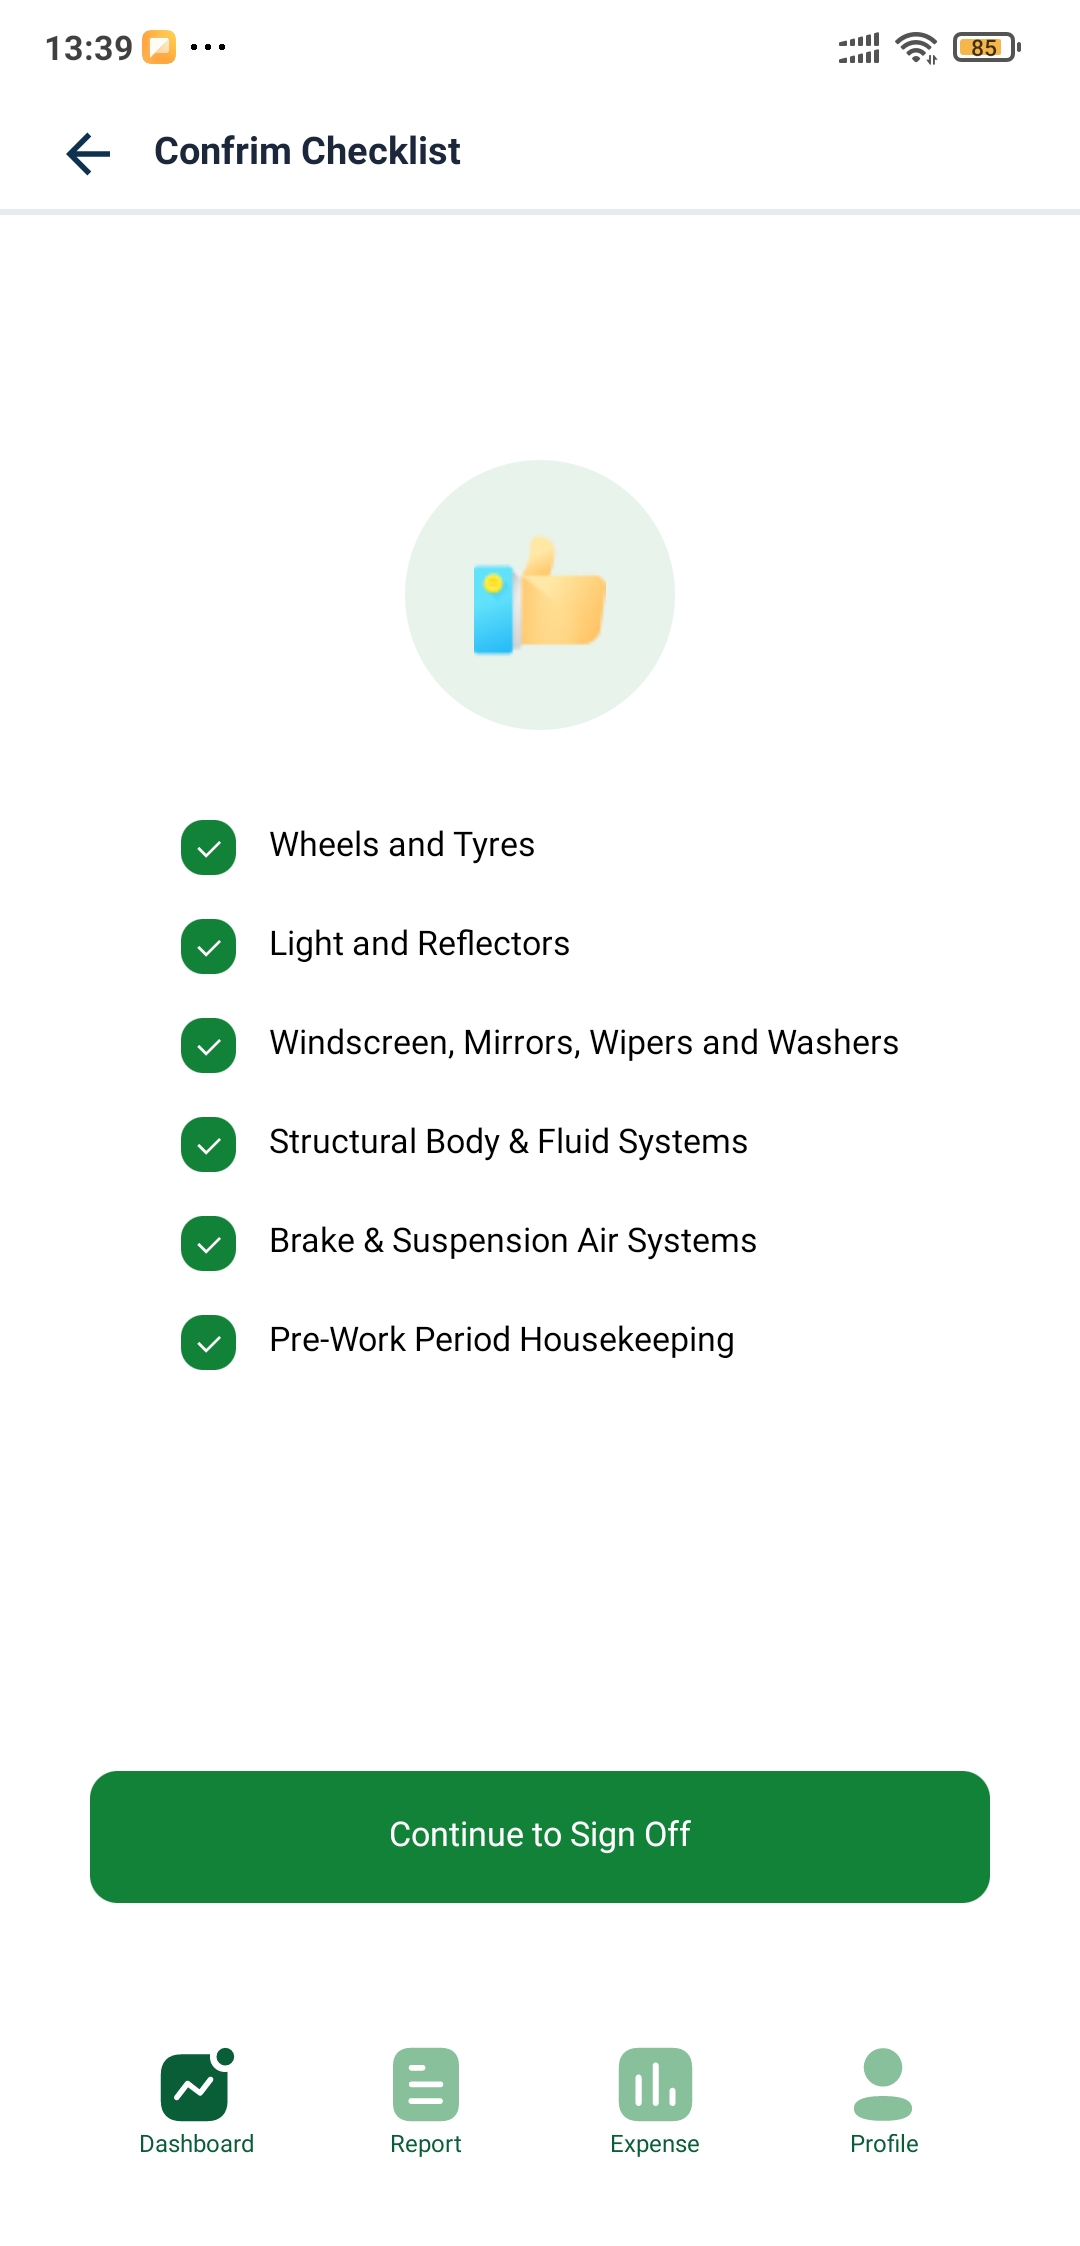 13:39
85
Confrim Checklist
Wheels and Tyres
Light and Reflectors
Windscreen, Mirrors, Wipers and Washers
Structural Body & Fluid Systems
Brake & Suspension Air Systems
Pre-Work Period Housekeeping
Continue to Sign Off
Dashboard
Report
Expense
Profile